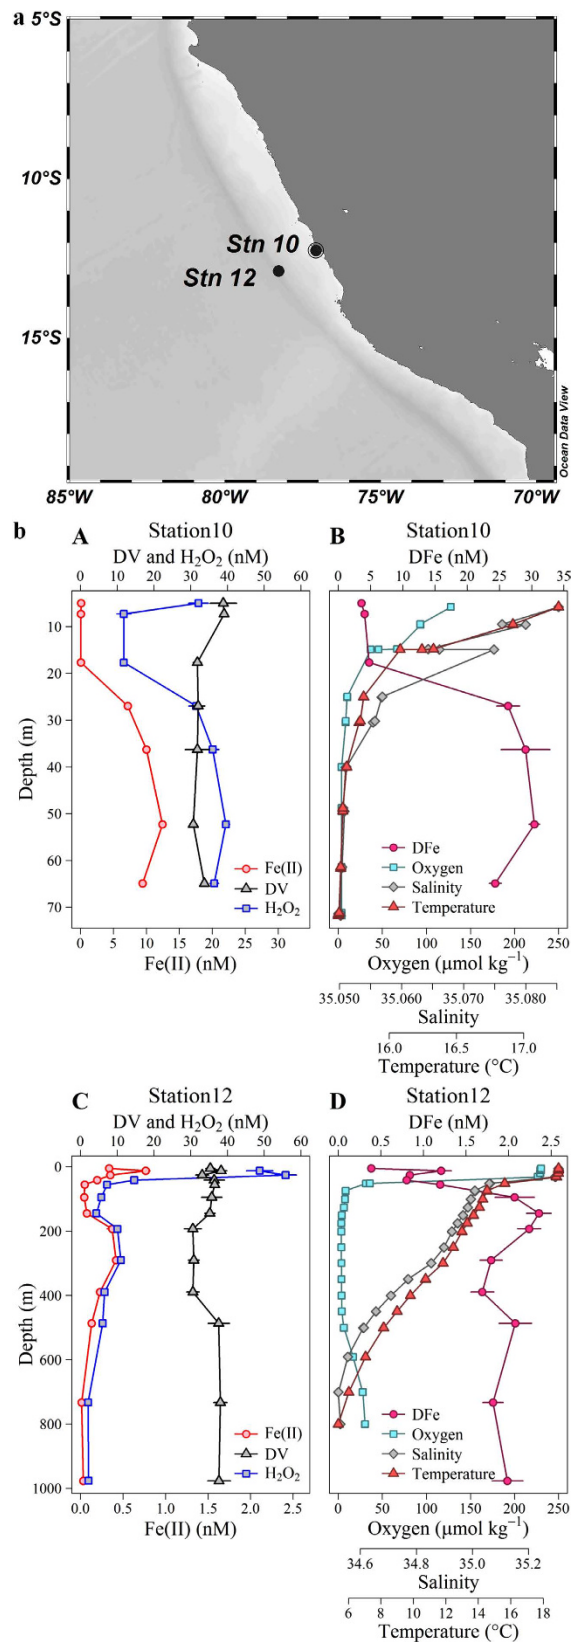 a
5°S
10°S
15°S
Stn 10
Stn 12
85°W 80°W 75°W 70°W
Ocean Data View
b
A Station10
DV and H₂O₂ (nM)
0 10 20 30 40 50 60
10
20
30
40
50
60
70
Depth (m)
Fe(II)
DV
H₂O₂
0 5 10 15 20 25 30
Fe(II) (nM)
B Station10
DFe (nM)
0 5 10 15 20 25 30 35
DFe
Oxygen
Salinity
Temperature
0 50 100 150 200 250
Oxygen (μmol kg⁻¹)
35.050 35.060 35.070 35.080
Salinity
16.0 16.5 17.0
Temperature (°C)
C Station12
DV and H₂O₂ (nM)
0 10 20 30 40 50 60
0
200
400
600
800
1000
Depth (m)
Fe(II)
DV
H₂O₂
0.0 0.5 1.0 1.5 2.0 2.5
Fe(II) (nM)
D Station12
DFe (nM)
0.0 0.5 1.0 1.5 2.0 2.5
DFe
Oxygen
Salinity
Temperature
0 50 100 150 200 250
Oxygen (μmol kg⁻¹)
34.6 34.8 35.0 35.2
Salinity
6 8 10 12 14 16 18
Temperature (°C)